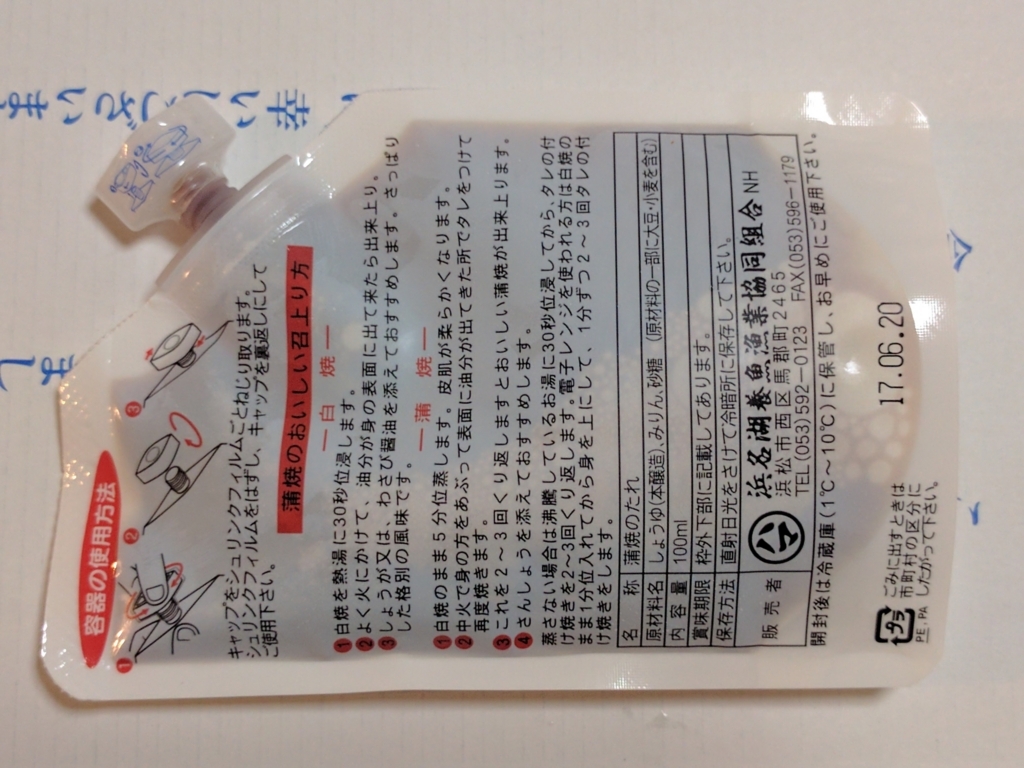 容器の使用方法
❶ ❷ ❸
キャップをシュリンクフィルムごとねじり取ります。
シュリンクフィルムをはずし、キャップを裏返しにして
ご使用下さい。
蒲焼のおいしい召上り方
― 白 焼 ―
❶白焼を熱湯に30秒位浸します。
❷よく火にかけて、油分が身の表面に出て来たら出来上り。
❸しょうが又は、わさび醤油を添えておすすめします。さっぱり
した格別の風味です。
― 蒲 焼 ―
①白焼のまま5分位蒸します。皮肌が柔らかくなります。
②中火で身の方をあぶって表面に油分が出てきた所でタレをつけて
再度焼きます。
❸これを2~3回くり返しますとおいしい蒲焼が出来上ります。
❹さんしょうを添えておすすめします。
蒸さない場合は沸騰しているお湯に30秒位浸してから、タレの付
け焼きを2~3回くり返します。電子レンジを使われる方は白焼の
まま1分位入れてから身を上にして、1分ずつ2~3回タレの付
け焼きをします。
名称 蒲焼のたれ
原材料名 しょうゆ(本醸造)、みりん、砂糖 (原材料の一部に大豆・小麦を含む)
内容量 100ml
賞味期限 枠外下部に記載してあります。
保存方法 直射日光をさけて冷暗所に保存して下さい。
販売者 浜名湖養魚漁業協同組合 NH
浜松市西区馬郡町2465
TEL(053)592-0123 FAX(053)596-1179
開封後は冷蔵庫(1℃~10℃)に保管し、お早めにご使用下さい。
プラ
PE、PA
ごみに出すときは
市町村の区分に
したがって下さい。
17.06.20